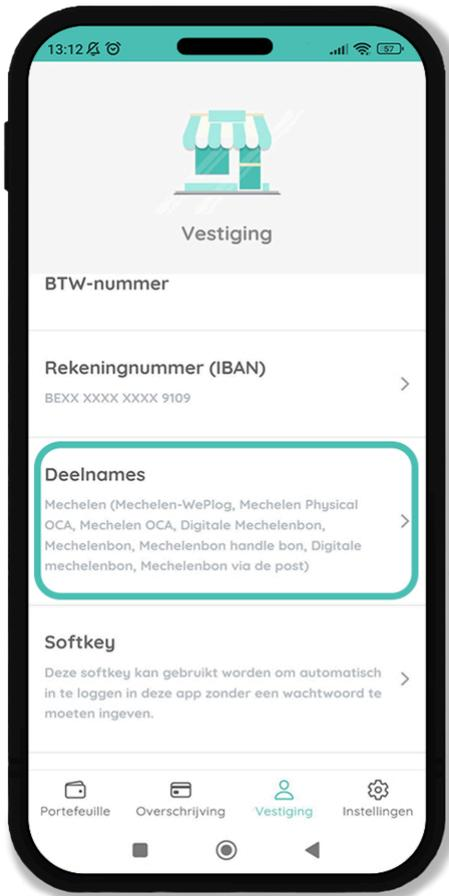 13:12
57
Vestiging
BTW-nummer
Rekeningnummer (IBAN)
BEXX XXXX XXXX 9109
Deelnames
Mechelen (Mechelen-WePlog, Mechelen Physical
OCA, Mechelen OCA, Digitale Mechelenbon,
Mechelenbon, Mechelenbon handle bon, Digitale
mechelenbon, Mechelenbon via de post)
Softkey
Deze softkey kan gebruikt worden om automatisch
in te loggen in deze app zonder een wachtwoord te
moeten ingeven.
Portefeuille Overschrijving Vestiging Instellingen